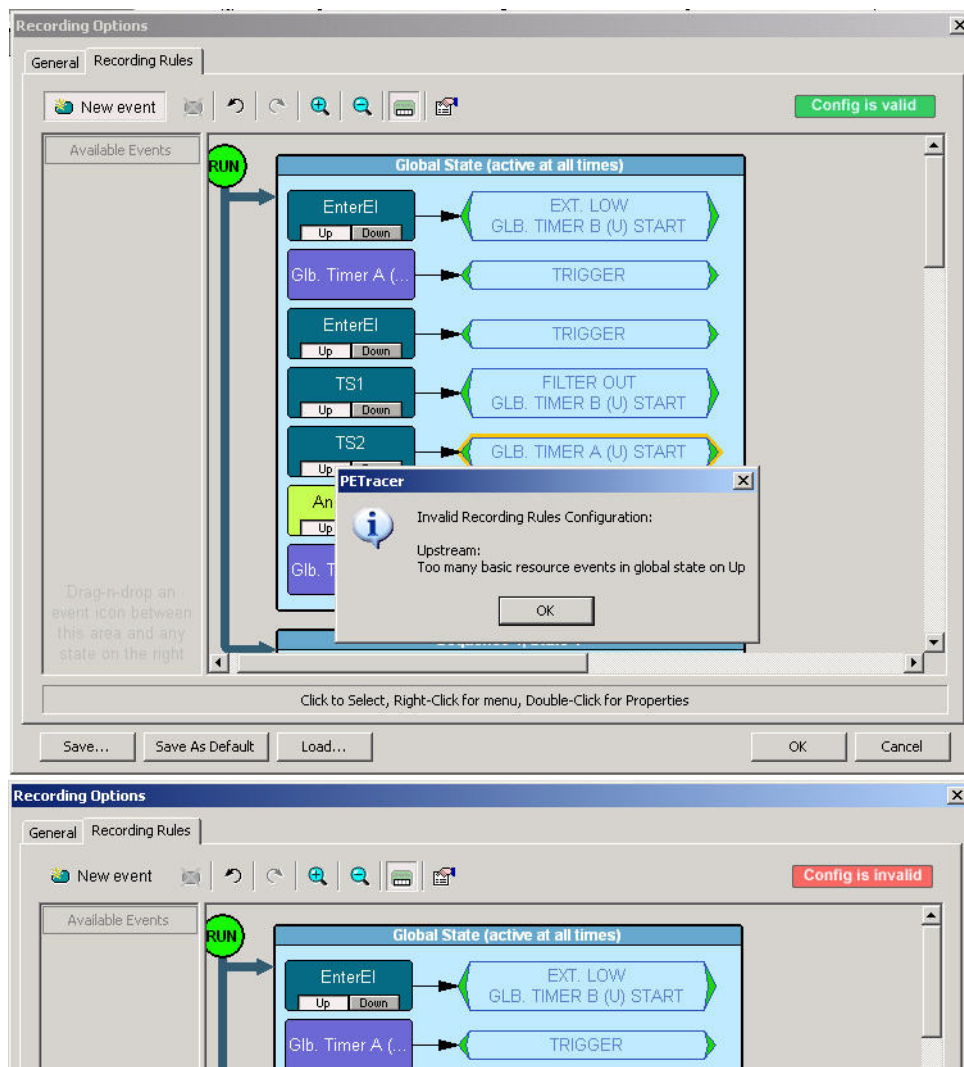 Recording Options
General Recording Rules
New event
Config is valid
Available Events
RUN
Global State (active at all times)
EnterEI
EXT. LOW
GLB. TIMER B (U) START
Up Down
Glb. Timer A (...
TRIGGER
EnterEI
TRIGGER
Up Down
TS1
FILTER OUT
GLB. TIMER B (U) START
Up Down
TS2
GLB. TIMER A (U) START
Up
PETracer
An
Invalid Recording Rules Configuration:
Up
Upstream:
Too many basic resource events in global state on Up
Glb. T
OK
Drag-n-drop an
event icon between
this area and any
state on the right
Click to Select, Right-Click for menu, Double-Click for Properties
Save... Save As Default Load... OK Cancel
Recording Options
General Recording Rules
New event
Config is invalid
Available Events
RUN
Global State (active at all times)
EnterEI
EXT. LOW
GLB. TIMER B (U) START
Up Down
Glb. Timer A (...
TRIGGER